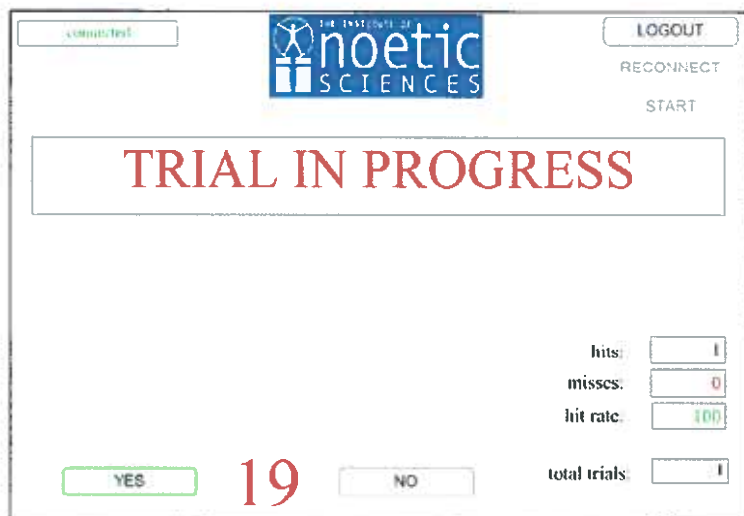 connected
THE INSTITUTE OF
noetic
SCIENCES
LOGOUT
RECONNECT
START
TRIAL IN PROGRESS
hits: 1
misses: 0
hit rate: 100
total trials: 1
YES
19
NO